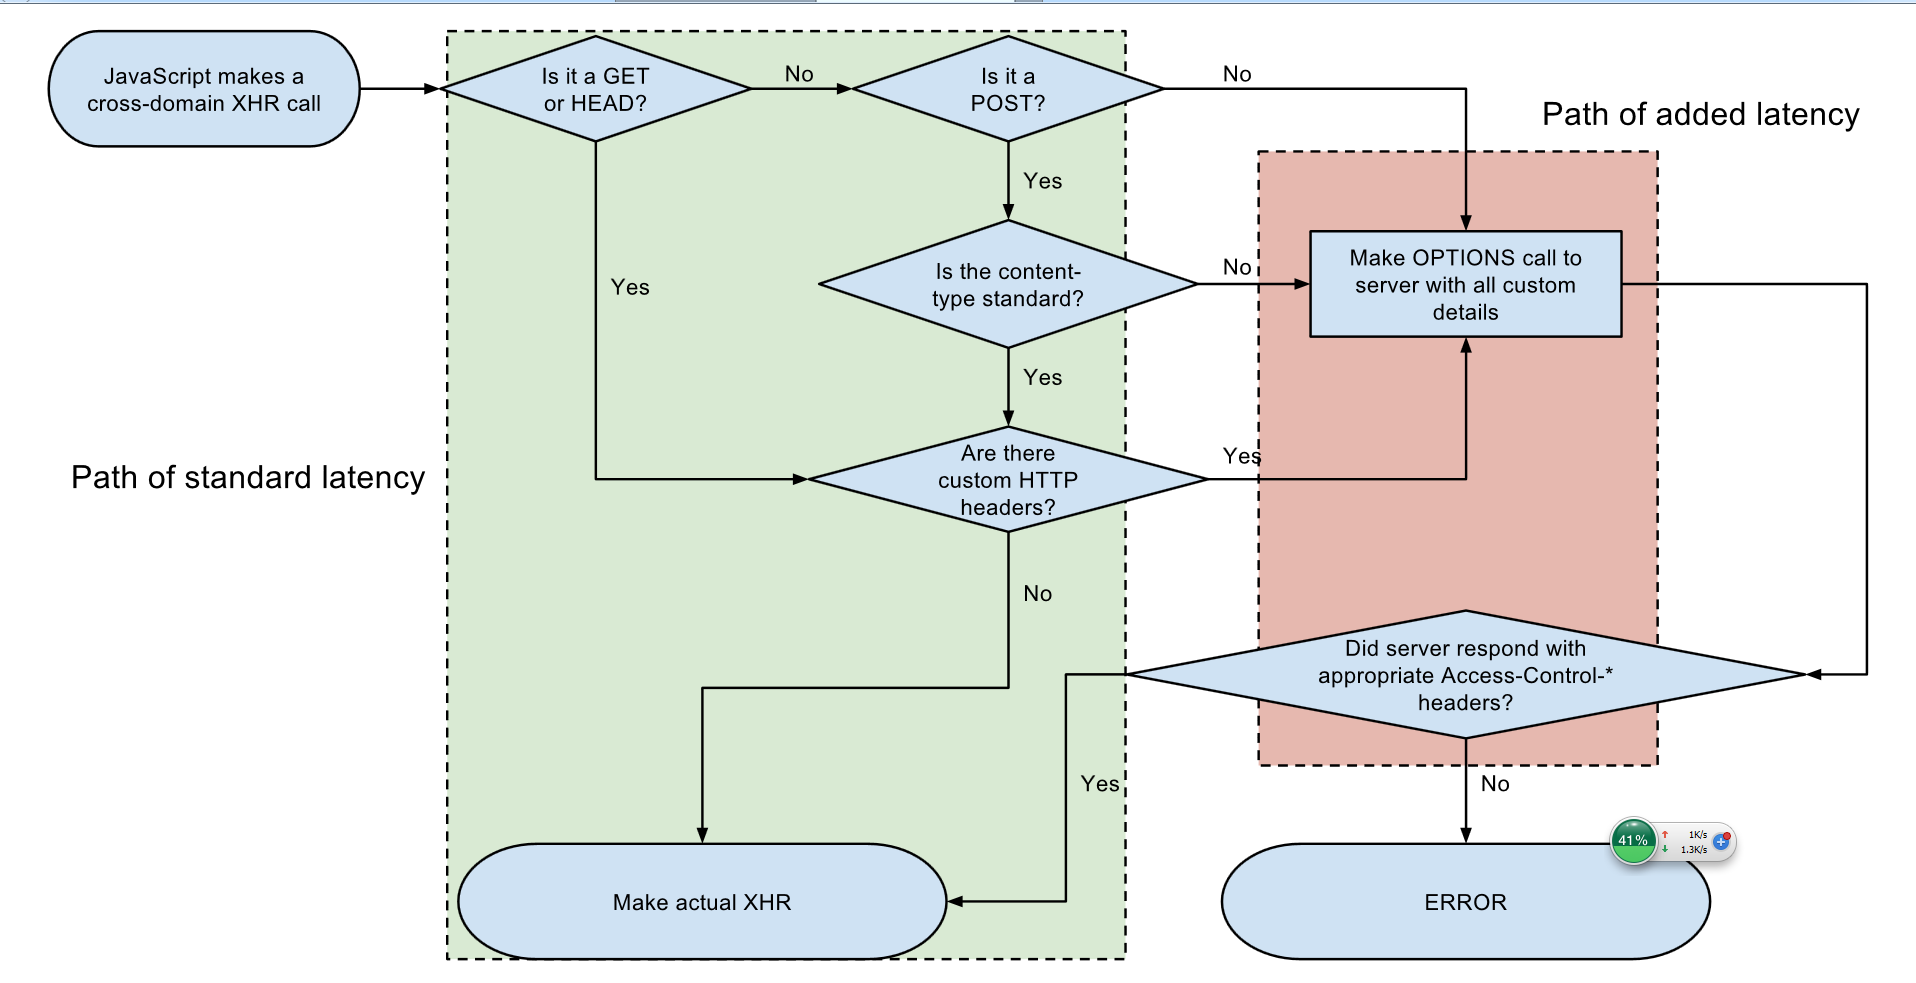 JavaScript makes a
cross-domain XHR call
Is it a GET
or HEAD?
No
Is it a
POST?
No
Path of added latency
Yes
Yes
Is the content-
type standard?
No
Make OPTIONS call to
server with all custom
details
Yes
Path of standard latency
Are there
custom HTTP
headers?
Yes
No
Did server respond with
appropriate Access-Control-*
headers?
Yes
No
41%
1K/s
1.3K/s
Make actual XHR
ERROR